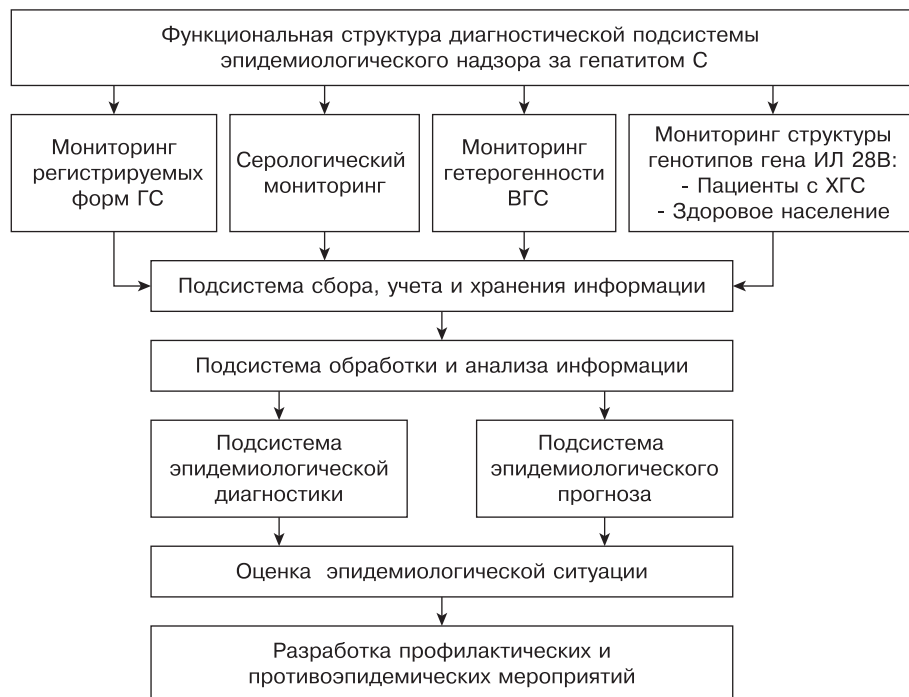 Функциональная структура диагностической подсистемы
эпидемиологического надзора за гепатитом С
Мониторинг
регистрируемых
форм ГС
Серологический
мониторинг
Мониторинг
гетерогенности
ВГС
Мониторинг структуры
генотипов гена ИЛ 28В:
- Пациенты с ХГС
- Здоровое население
Подсистема сбора, учета и хранения информации
Подсистема обработки и анализа информации
Подсистема
эпидемиологической
диагностики
Подсистема
эпидемиологического
прогноза
Оценка эпидемиологической ситуации
Разработка профилактических и
противоэпидемических мероприятий